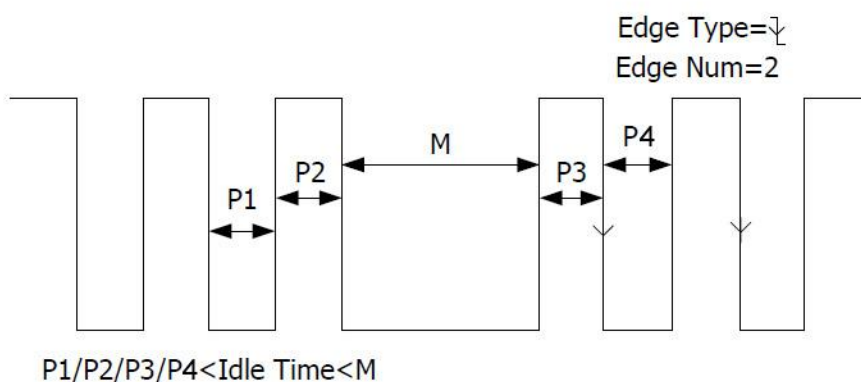 Edge Type=
Edge Num=2
M
P4
P2
P3
P1
P1/P2/P3/P4<Idle Time<M